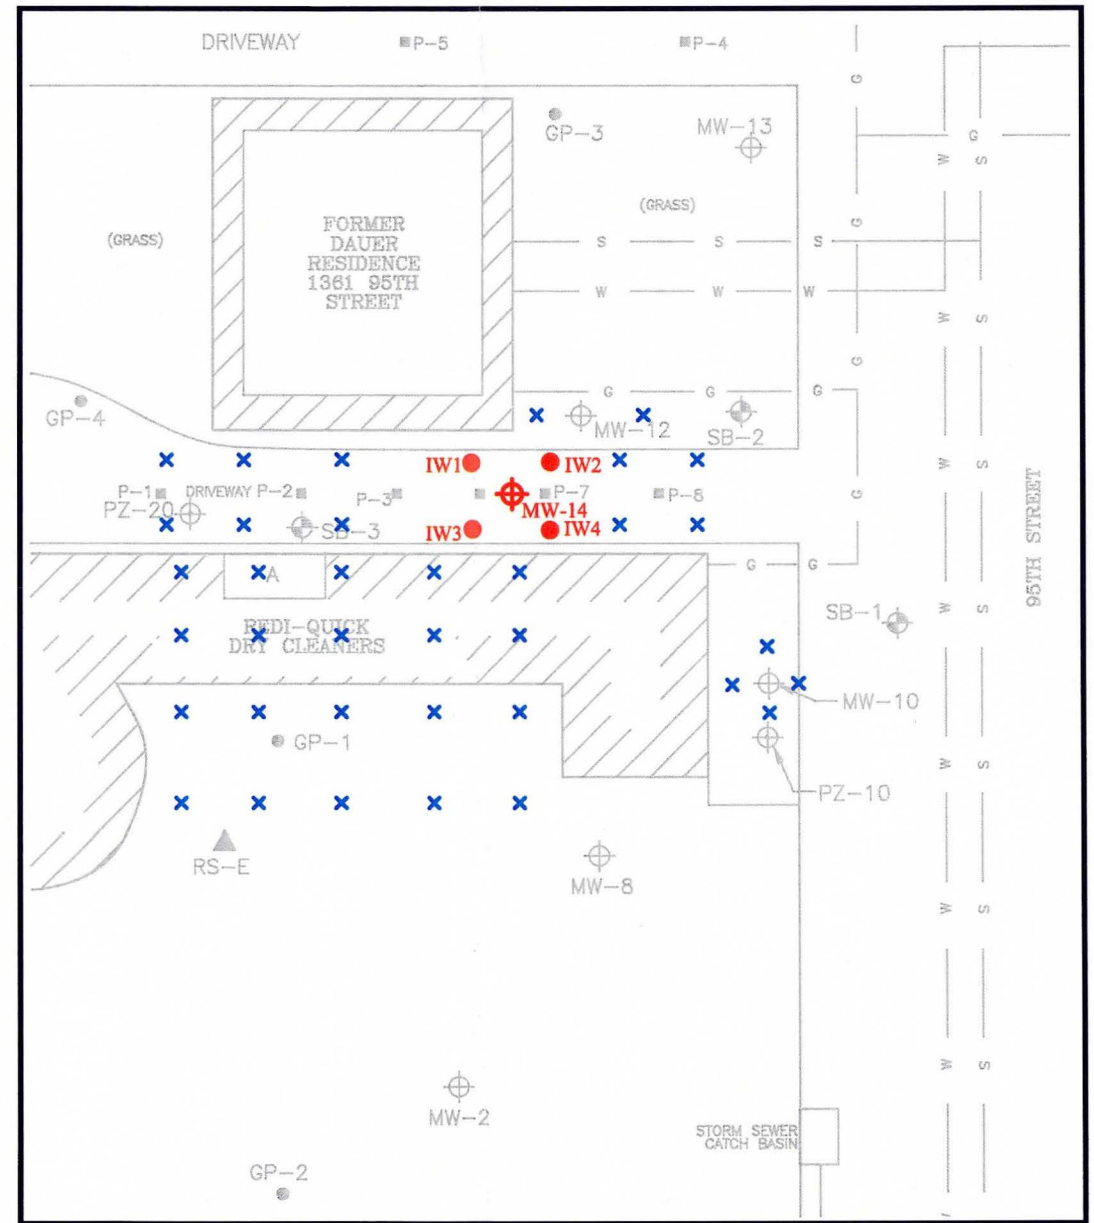 DRIVEWAY
P-5
P-4
G
GP-3
MW-13
G
W
S
(GRASS)
(GRASS)
FORMER
DAUER
RESIDENCE
1361 95TH
STREET
G
S
S
S
W
W
W
W
S
G
G
G
G
GP-4
MW-12
SB-2
IW1
IW2
W
S
P-1
DRIVEWAY
P-2
P-3
P-7
P-8
G
PZ-20
MW-14
SB-3
IW3
IW4
95TH STREET
G
G
A
W
S
SB-1
REDI-QUICK
DRY CLEANERS
W
S
MW-10
GP-1
W
S
PZ-10
RS-E
MW-8
W
S
W
S
MW-2
STORM SEWER
CATCH BASIN
GP-2